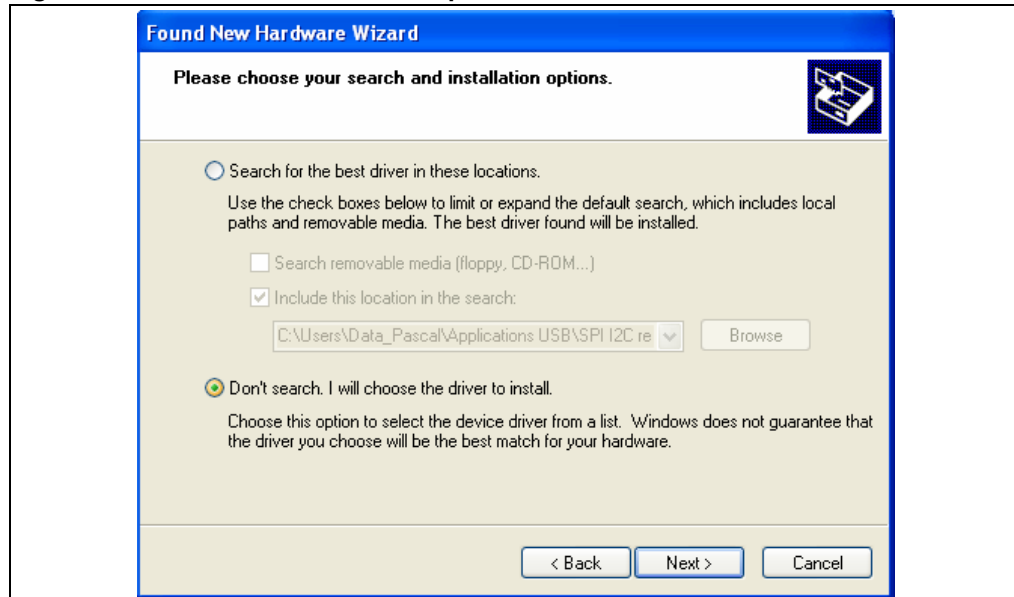 Found New Hardware Wizard
Please choose your search and installation options.
Search for the best driver in these locations.
Use the check boxes below to limit or expand the default search, which includes local
paths and removable media. The best driver found will be installed.
Search removable media (floppy, CD-ROM...)
Include this location in the search:
C:\Users\Data_Pascal\Applications USB\SPI I2C re
Browse
Don't search. I will choose the driver to install.
Choose this option to select the device driver from a list. Windows does not guarantee that
the driver you choose will be the best match for your hardware.
< Back
Next >
Cancel